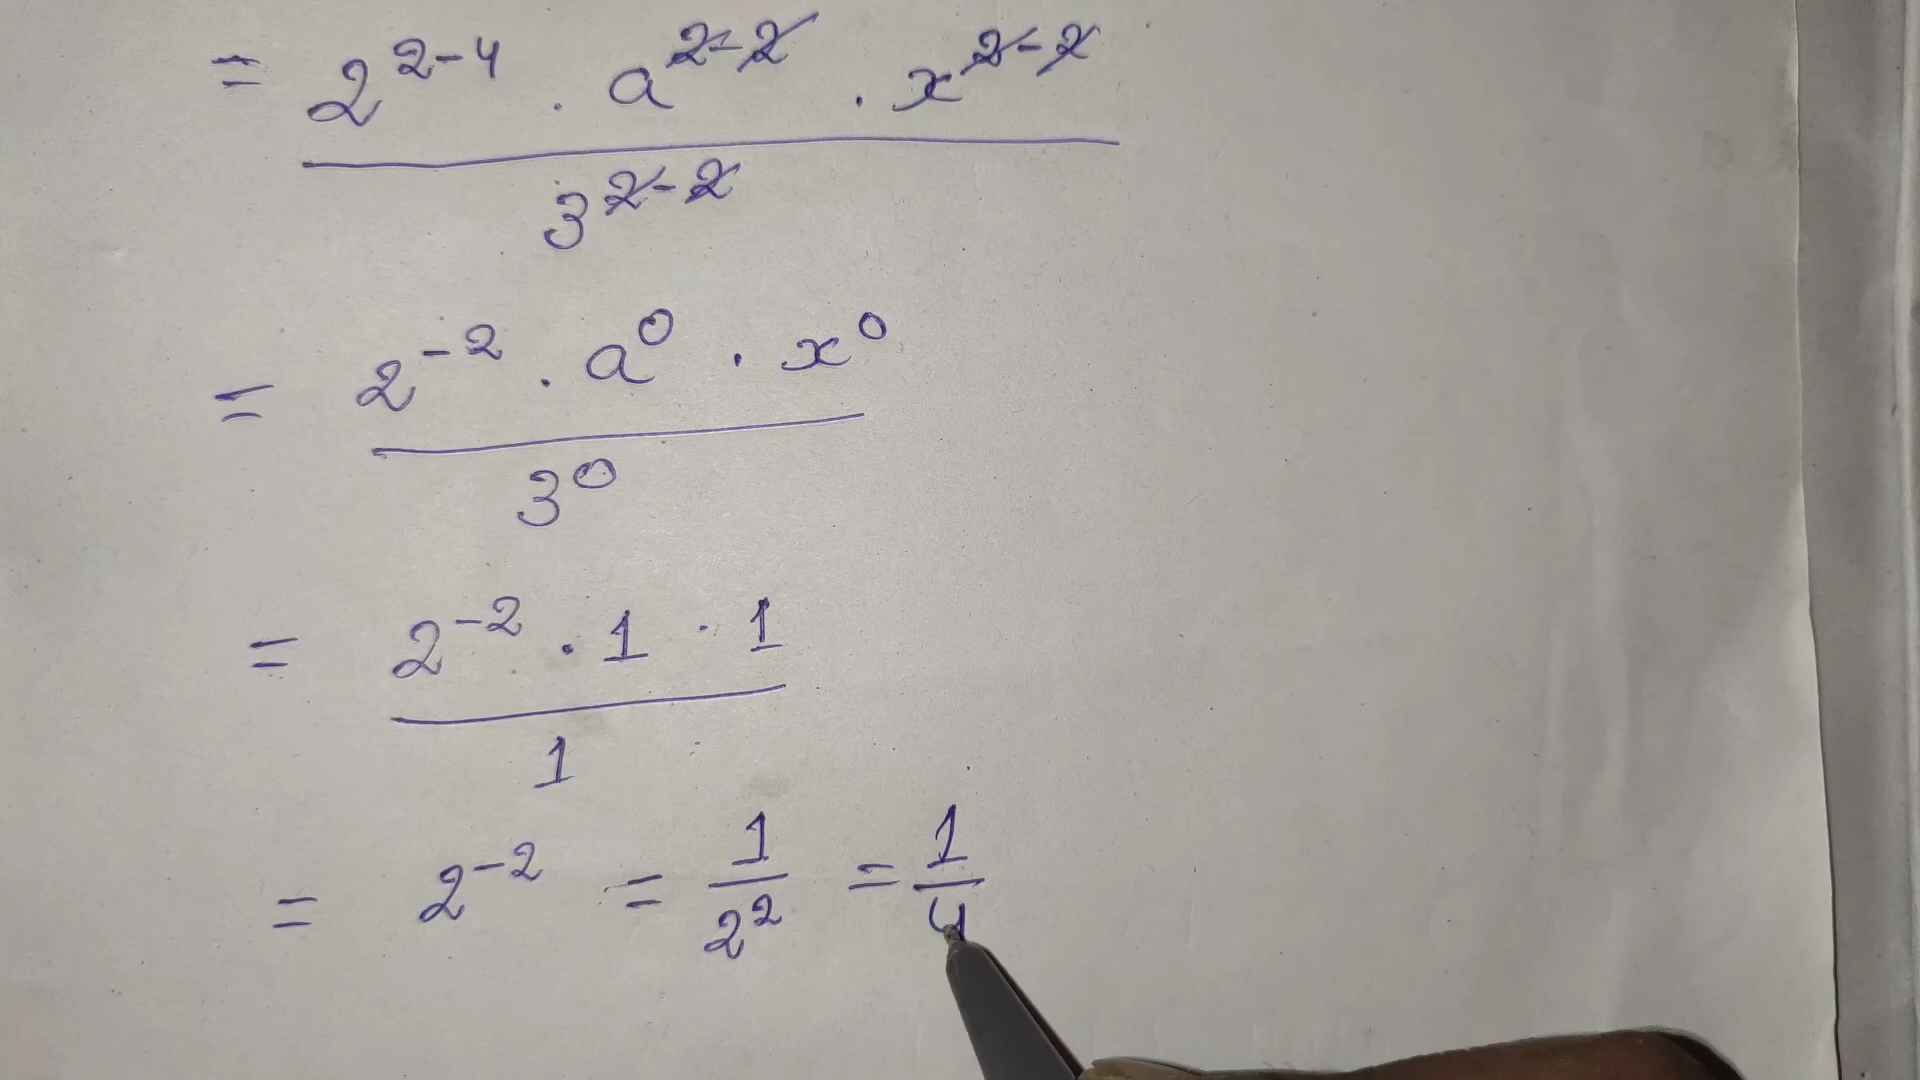 = 2^{2-4} . a^{2-2} . x^{2-2} / 3^{2-2}
= 2^{-2} . a^0 . x^0 / 3^0
= 2^{-2} . 1 . 1 / 1
= 2^{-2} = 1/2^2 = 1/4